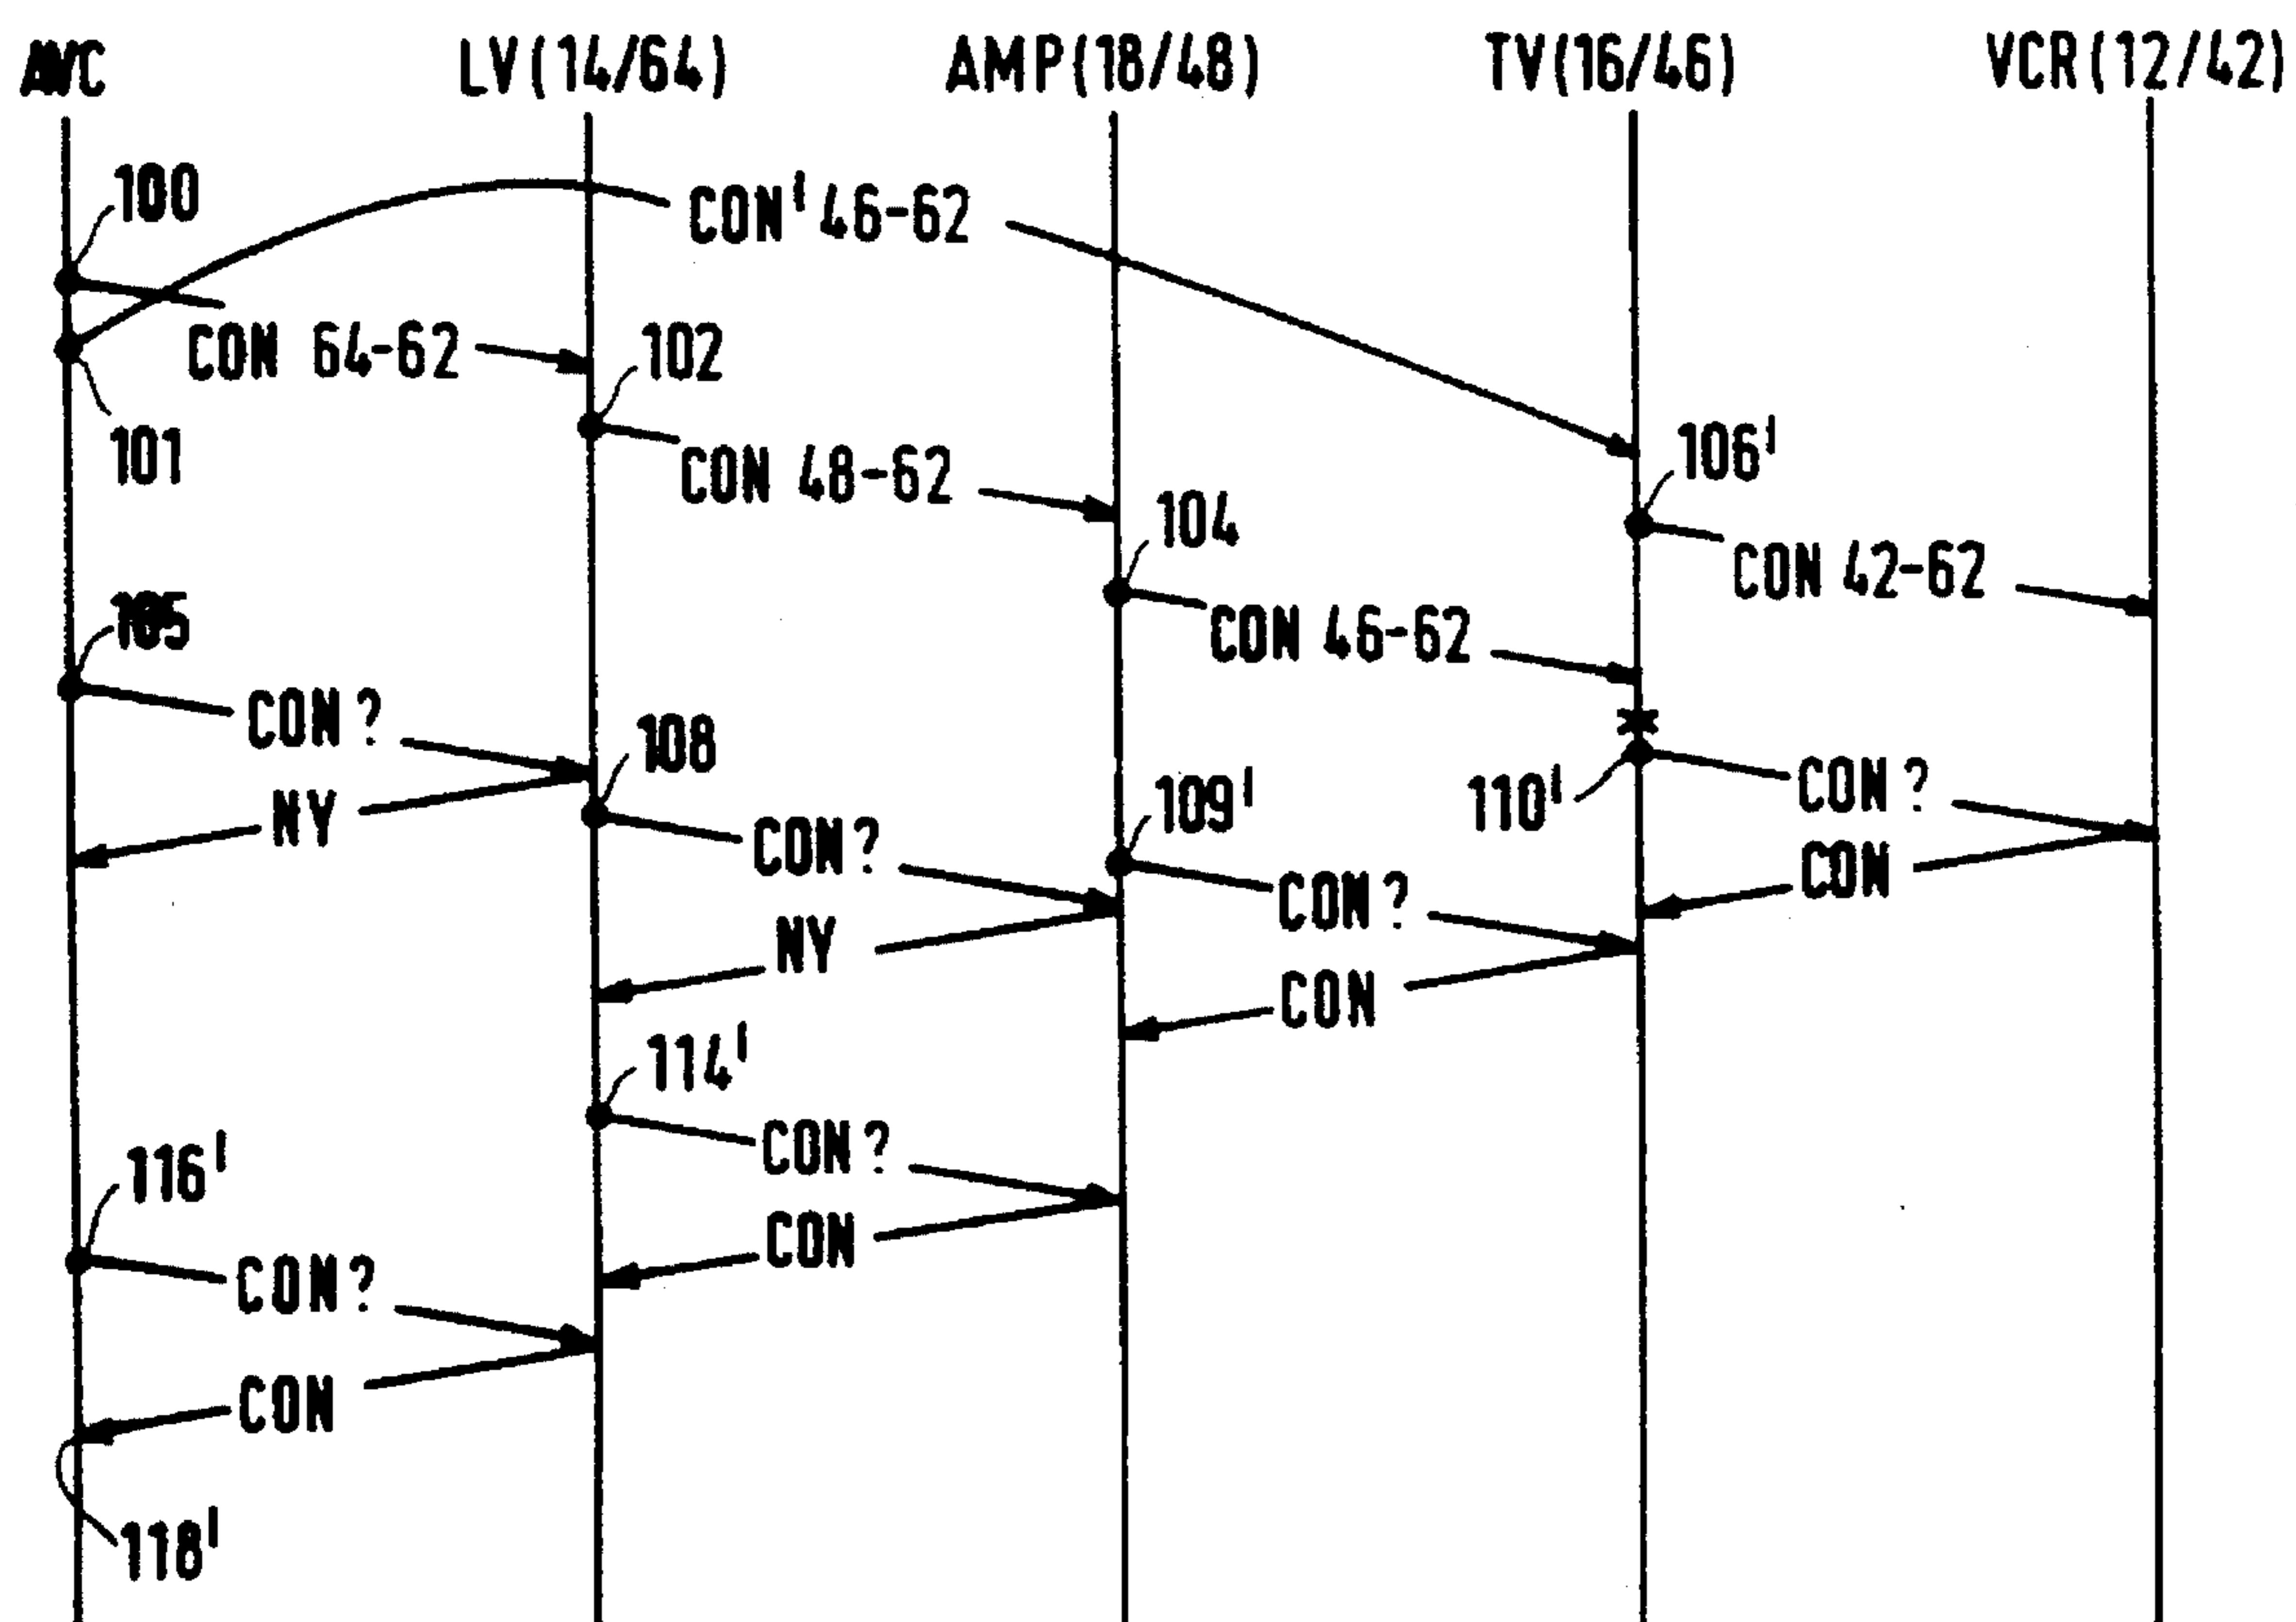 AVC LV(14/64) AMP(18/48) TV(16/46) VCR(12/42)
100
CON' 46-62
CON 64-62
102
101
CON 48-62
106'
104
CON 42-62
105
CON 46-62
CON?
108
110'
CON?
NY
109'
CON?
CON
CON?
NY
CON
114'
CON?
116'
CON
CON?
CON
118'